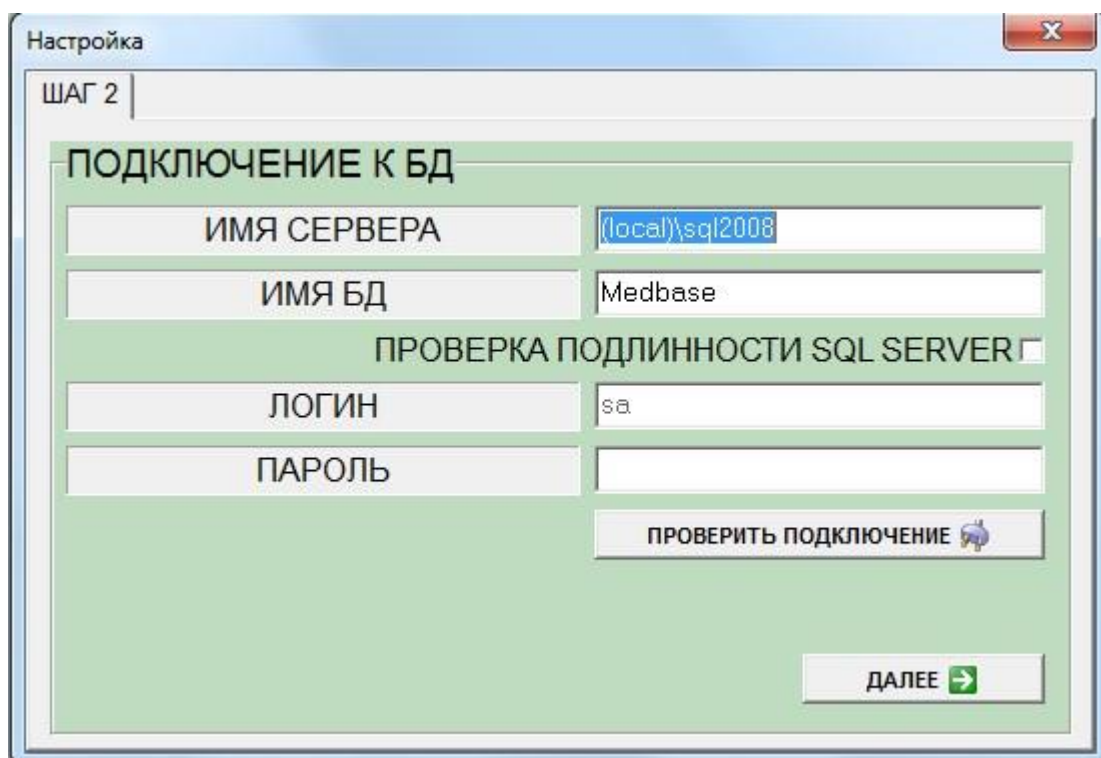 Настройка
ШАГ 2
ПОДКЛЮЧЕНИЕ К БД
ИМЯ СЕРВЕРА (local)\sql2008
ИМЯ БД Medbase
ПРОВЕРКА ПОДЛИННОСТИ SQL SERVER
ЛОГИН sa
ПАРОЛЬ
ПРОВЕРИТЬ ПОДКЛЮЧЕНИЕ
ДАЛЕЕ